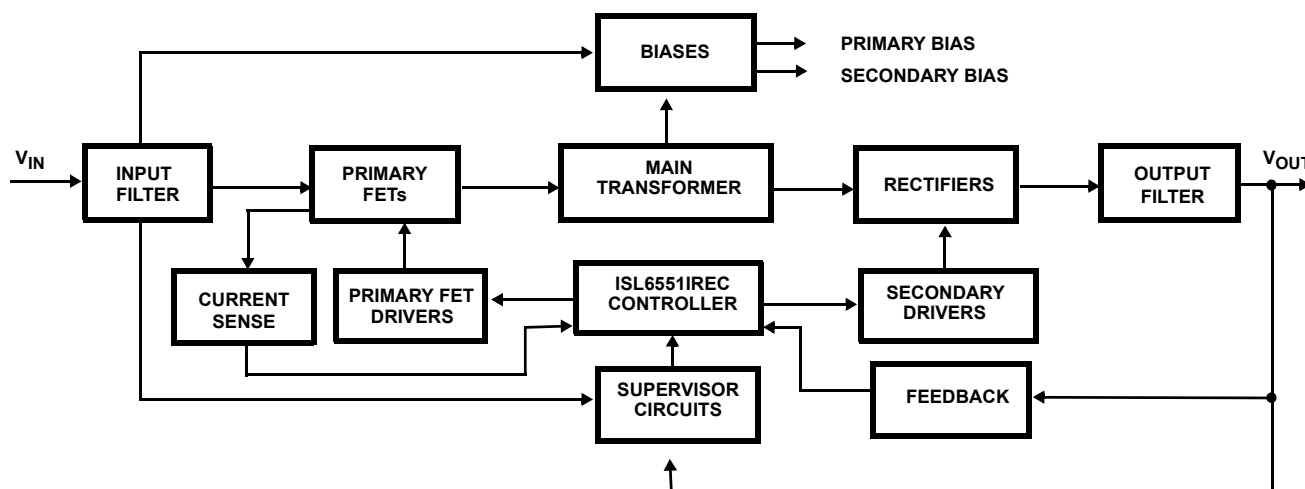 BIASES
PRIMARY BIAS
SECONDARY BIAS
VIN
INPUT
FILTER
PRIMARY
FETs
MAIN
TRANSFORMER
RECTIFIERS
OUTPUT
FILTER
VOUT
CURRENT
SENSE
PRIMARY FET
DRIVERS
ISL6551IREC
CONTROLLER
SECONDARY
DRIVERS
SUPERVISOR
CIRCUITS
FEEDBACK